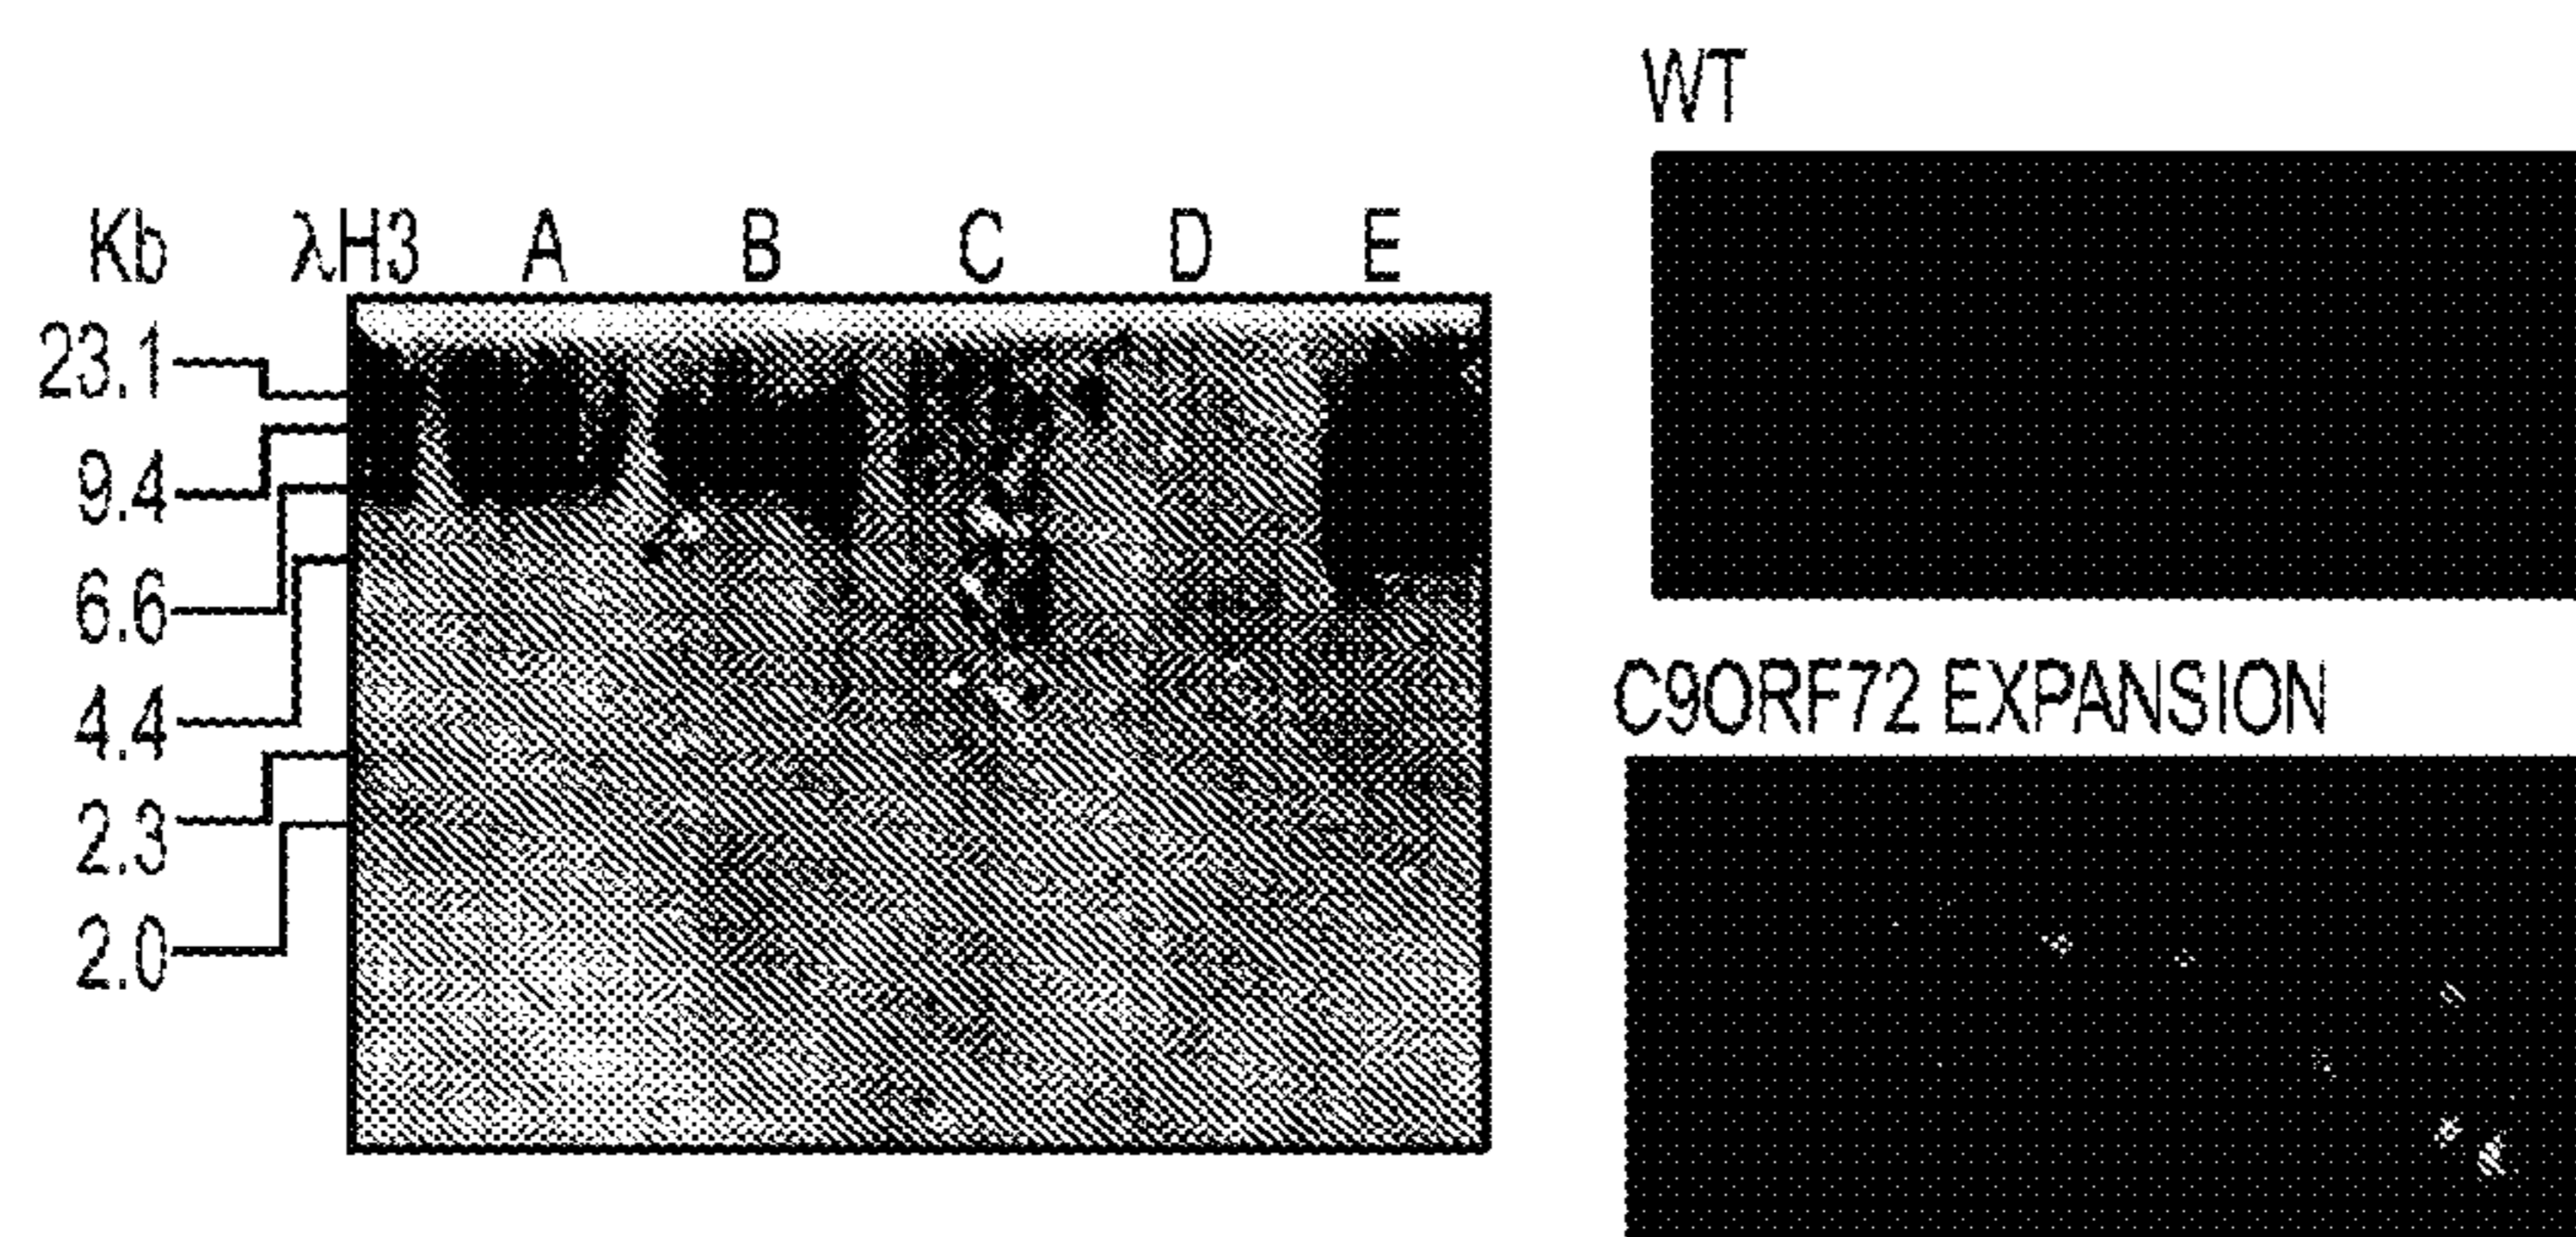 Kb λH3 A B C D E
23.1
9.4
6.6
4.4
2.3
2.0
WT
C9ORF72 EXPANSION